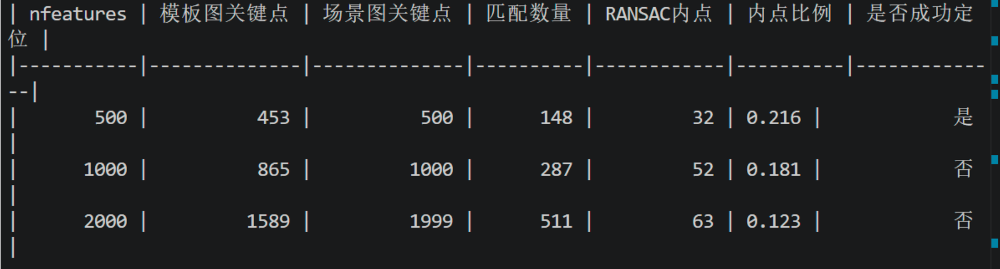 | nfeatures | 模板图关键点 | 场景图关键点 | 匹配数量 | RANSAC内点 | 内点比例 | 是否成功定
位 |
|-----------|--------------|--------------|----------|------------|----------|------------
--|
|       500 |          453 |          500 |      148 |         32 | 0.216 |            是
|
|      1000 |          865 |         1000 |      287 |         52 | 0.181 |            否
|
|      2000 |         1589 |         1999 |      511 |         63 | 0.123 |            否
|